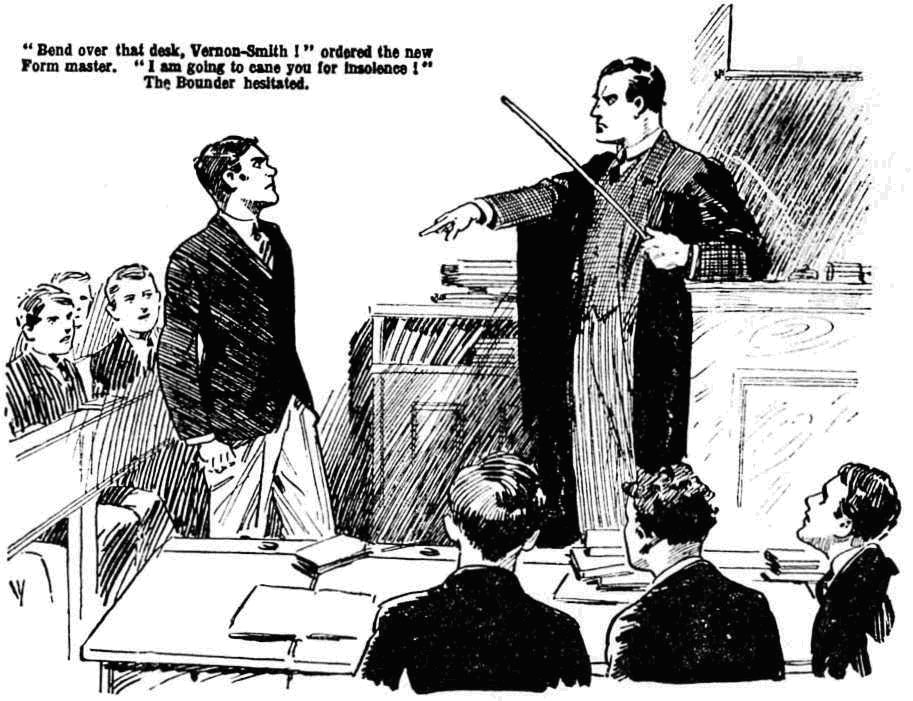 "Bend over that desk, Vernon-Smith!" ordered the new
Form master. "I am going to cane you for insolence!"
The Bounder hesitated.